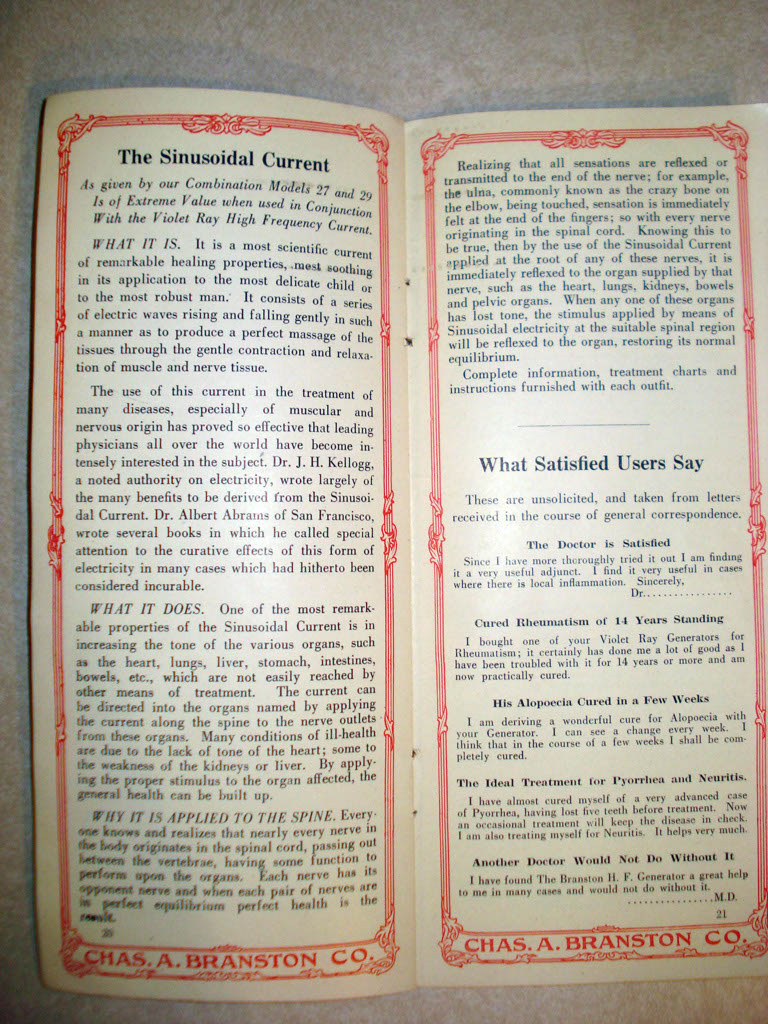 The Sinusoidal Current
As given by our Combination Models 27 and 29
Is of Extreme Value when used in Conjunction
With the Violet Ray High Frequency Current.
WHAT IT IS. It is a most scientific current
of remarkable healing properties, most soothing
in its application to the most delicate child or
to the most robust man. It consists of a series
of electric waves rising and falling gently in such
a manner as to produce a perfect massage of the
tissues through the gentle contraction and relaxa-
tion of muscle and nerve tissue.
The use of this current in the treatment of
many diseases, especially of muscular and
nervous origin has proved so effective that leading
physicians all over the world have become in-
tensely interested in the subject. Dr. J. H. Kellogg,
a noted authority on electricity, wrote largely of
the many benefits to be derived from the Sinusoi-
dal Current. Dr. Albert Abrams of San Francisco,
wrote several books in which he called special
attention to the curative effects of this form of
electricity in many cases which had hitherto been
considered incurable.
WHAT IT DOES. One of the most remark-
able properties of the Sinusoidal Current is in
increasing the tone of the various organs, such
as the heart, lungs, liver, stomach, intestines,
bowels, etc., which are not easily reached by
other means of treatment. The current can
be directed into the organs named by applying
the current along the spine to the nerve outlets
from these organs. Many conditions of ill-health
are due to the lack of tone of the heart; some to
the weakness of the kidneys or liver. By apply-
ing the proper stimulus to the organ affected, the
general health can be built up.
WHY IT IS APPLIED TO THE SPINE. Every-
one knows and realizes that nearly every nerve in
the body originates in the spinal cord, passing out
between the vertebrae, having some function to
perform upon the organs. Each nerve has its
opponent nerve and when each pair of nerves are
in perfect equilibrium perfect health is the
result.
20
CHAS. A. BRANSTON CO.
Realizing that all sensations are reflexed or
transmitted to the end of the nerve; for example,
the ulna, commonly known as the crazy bone on
the elbow, being touched, sensation is immediately
felt at the end of the fingers; so with every nerve
originating in the spinal cord. Knowing this to
be true, then by the use of the Sinusoidal Current
applied at the root of any of these nerves, it is
immediately reflexed to the organ supplied by that
nerve, such as the heart, lungs, kidneys, bowels
and pelvic organs. When any one of these organs
has lost tone, the stimulus applied by means of
Sinusoidal electricity at the suitable spinal region
will be reflexed to the organ, restoring its normal
equilibrium.
Complete information, treatment charts and
instructions furnished with each outfit.
What Satisfied Users Say
These are unsolicited, and taken from letters
received in the course of general correspondence.
The Doctor is Satisfied
Since I have more thoroughly tried it out I am finding
it a very useful adjunct. I find it very useful in cases
where there is local inflammation. Sincerely,
Dr................
Cured Rheumatism of 14 Years Standing
I bought one of your Violet Ray Generators for
Rheumatism; it certainly has done me a lot of good as I
have been troubled with it for 14 years or more and am
now practically cured.
His Alopoecia Cured in a Few Weeks
I am deriving a wonderful cure for Alopoecia with
your Generator. I can see a change every week. I
think that in the course of a few weeks I shall be com-
pletely cured.
The Ideal Treatment for Pyorrhea and Neuritis.
I have almost cured myself of a very advanced case
of Pyorrhea, having lost five teeth before treatment. Now
an occasional treatment will keep the disease in check.
I am also treating myself for Neuritis. It helps very much.
Another Doctor Would Not Do Without It
I have found The Branston H. F. Generator a great help
to me in many cases and would not do without it.
................M.D.
21
CHAS. A. BRANSTON CO.